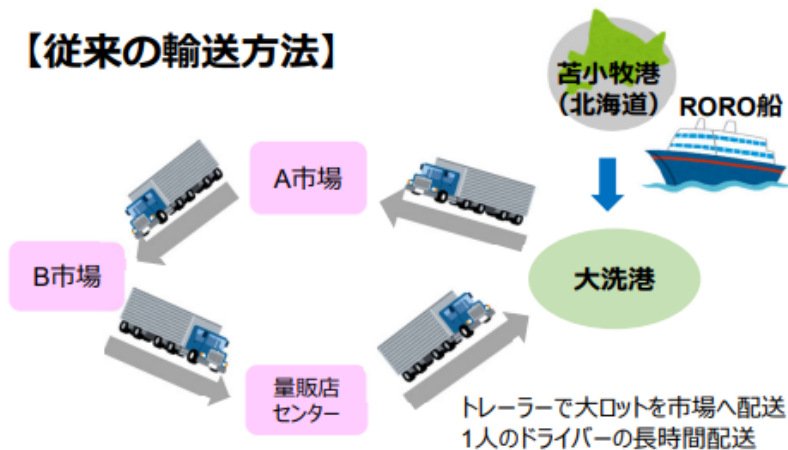 【従来の輸送方法】
苫小牧港
（北海道）
RORO船
A市場
B市場
大洗港
量販店
センター
トレーラーで大ロットを市場へ配送
1人のドライバーの長時間配送